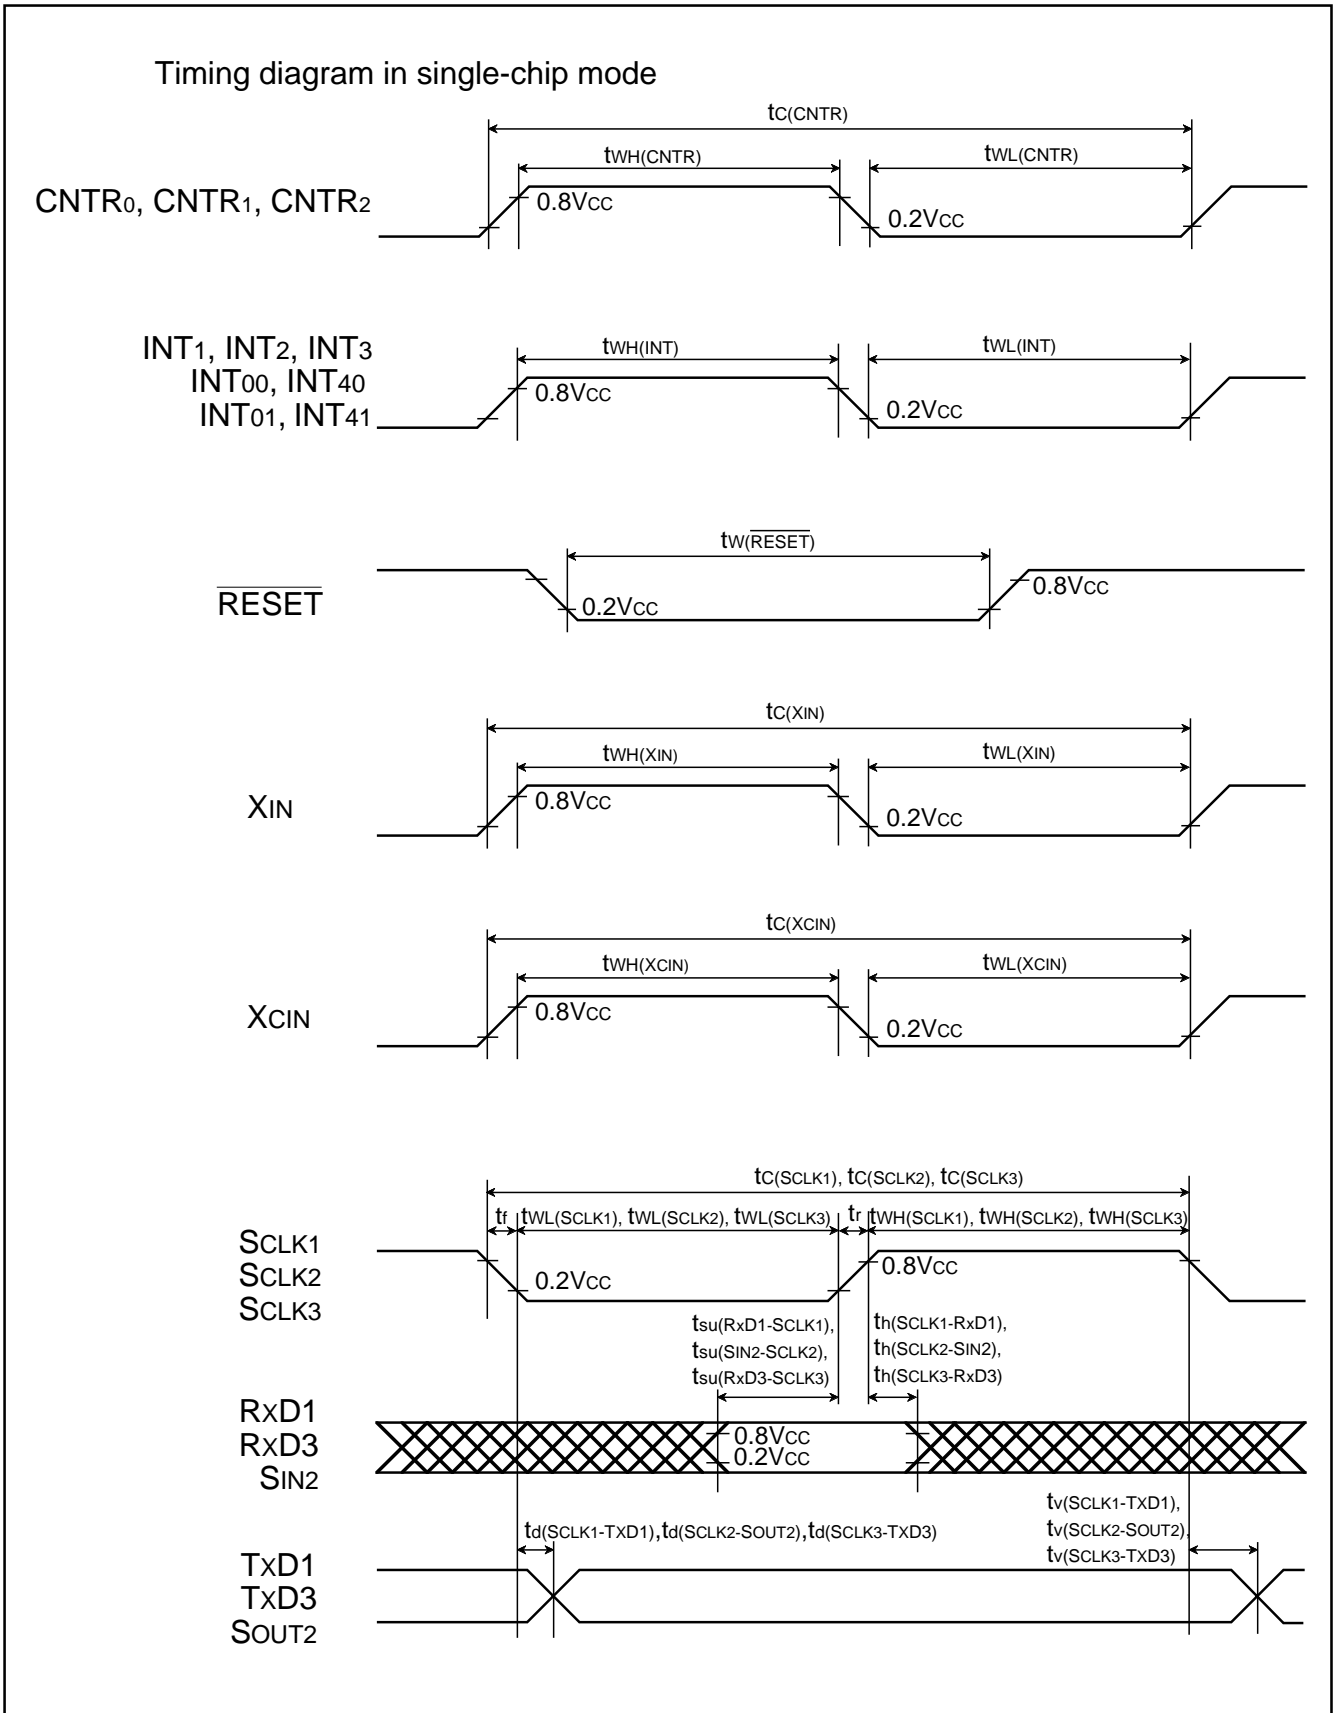 Timing diagram in single-chip mode
tC(CNTR)
tWH(CNTR)
tWL(CNTR)
CNTR0, CNTR1, CNTR2
0.8VCC
0.2VCC
INT1, INT2, INT3
INT00, INT40
INT01, INT41
tWH(INT)
tWL(INT)
0.8VCC
0.2VCC
tW(RESET)
RESET
0.2VCC
0.8VCC
tC(XIN)
tWH(XIN)
tWL(XIN)
XIN
0.8VCC
0.2VCC
tC(XCIN)
tWH(XCIN)
tWL(XCIN)
XCIN
0.8VCC
0.2VCC
tC(SCLK1), tC(SCLK2), tC(SCLK3)
tf
tWL(SCLK1), tWL(SCLK2), tWL(SCLK3)
tr
tWH(SCLK1), tWH(SCLK2), tWH(SCLK3)
SCLK1
SCLK2
SCLK3
0.2VCC
0.8VCC
tsu(RxD1-SCLK1),
tsu(SIN2-SCLK2),
tsu(RxD3-SCLK3)
th(SCLK1-RxD1),
th(SCLK2-SIN2),
th(SCLK3-RxD3)
RXD1
RXD3
SIN2
0.8VCC
0.2VCC
td(SCLK1-TXD1),td(SCLK2-SOUT2),td(SCLK3-TXD3)
tv(SCLK1-TXD1),
tv(SCLK2-SOUT2),
tv(SCLK3-TXD3)
TXD1
TXD3
SOUT2